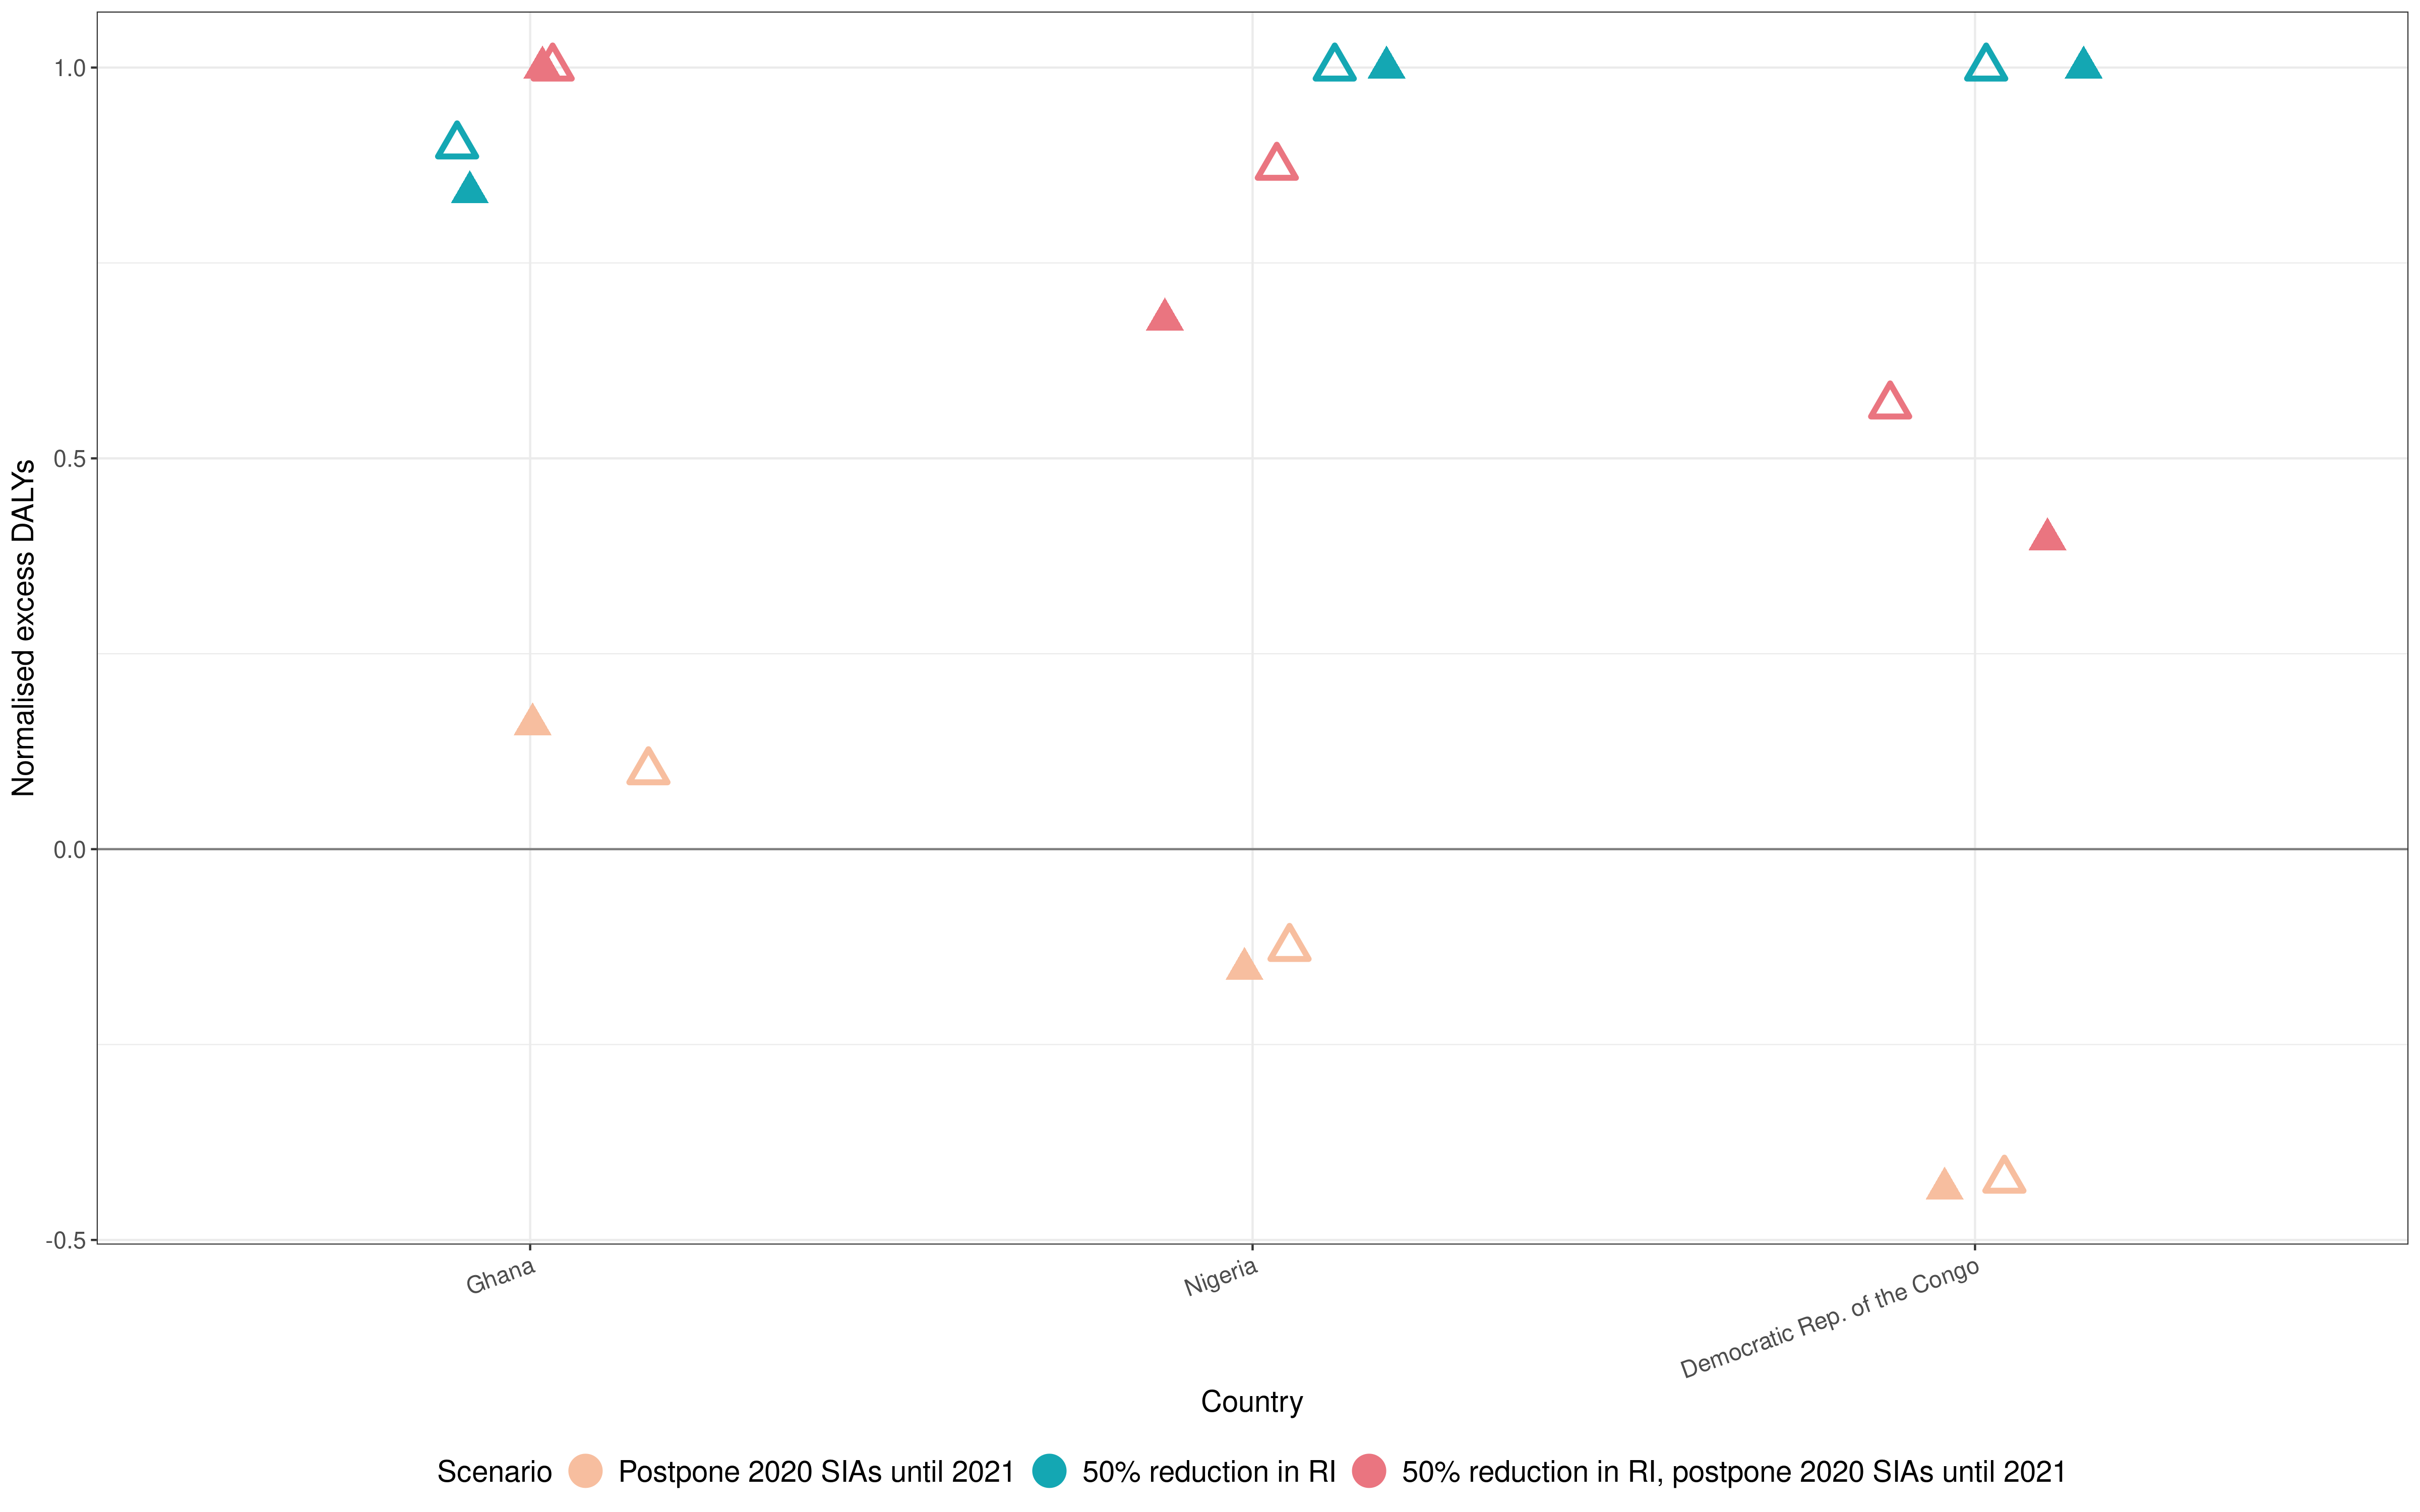 Normalised excess DALYs
1.0
0.5
0.0
-0.5
Ghana
Nigeria
Democratic Rep. of the Congo
Country
Scenario Postpone 2020 SIAs until 2021 50% reduction in RI 50% reduction in RI, postpone 2020 SIAs until 2021